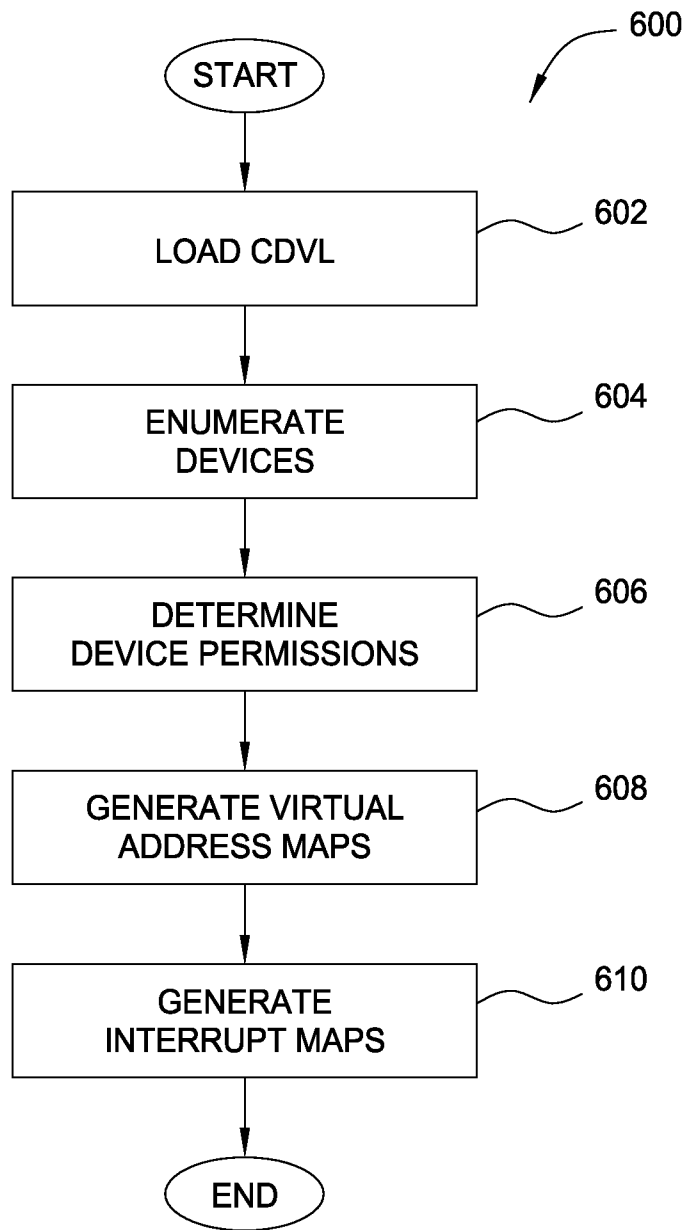 600
START
LOAD CDVL
602
ENUMERATE
DEVICES
604
DETERMINE
DEVICE PERMISSIONS
606
GENERATE VIRTUAL
ADDRESS MAPS
608
GENERATE
INTERRUPT MAPS
610
END